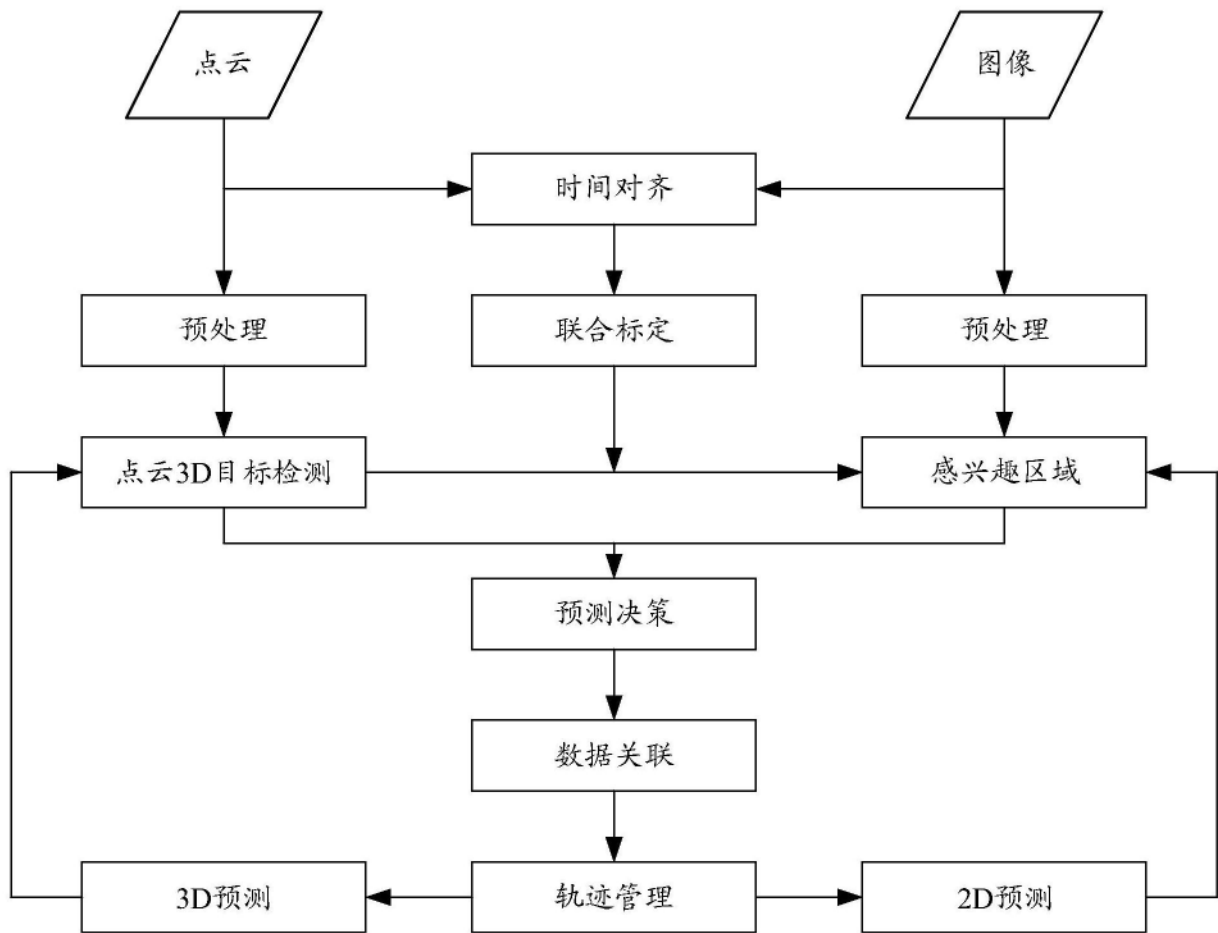 点云
图像
时间对齐
预处理
联合标定
预处理
点云3D目标检测
感兴趣区域
预测决策
数据关联
3D预测
轨迹管理
2D预测